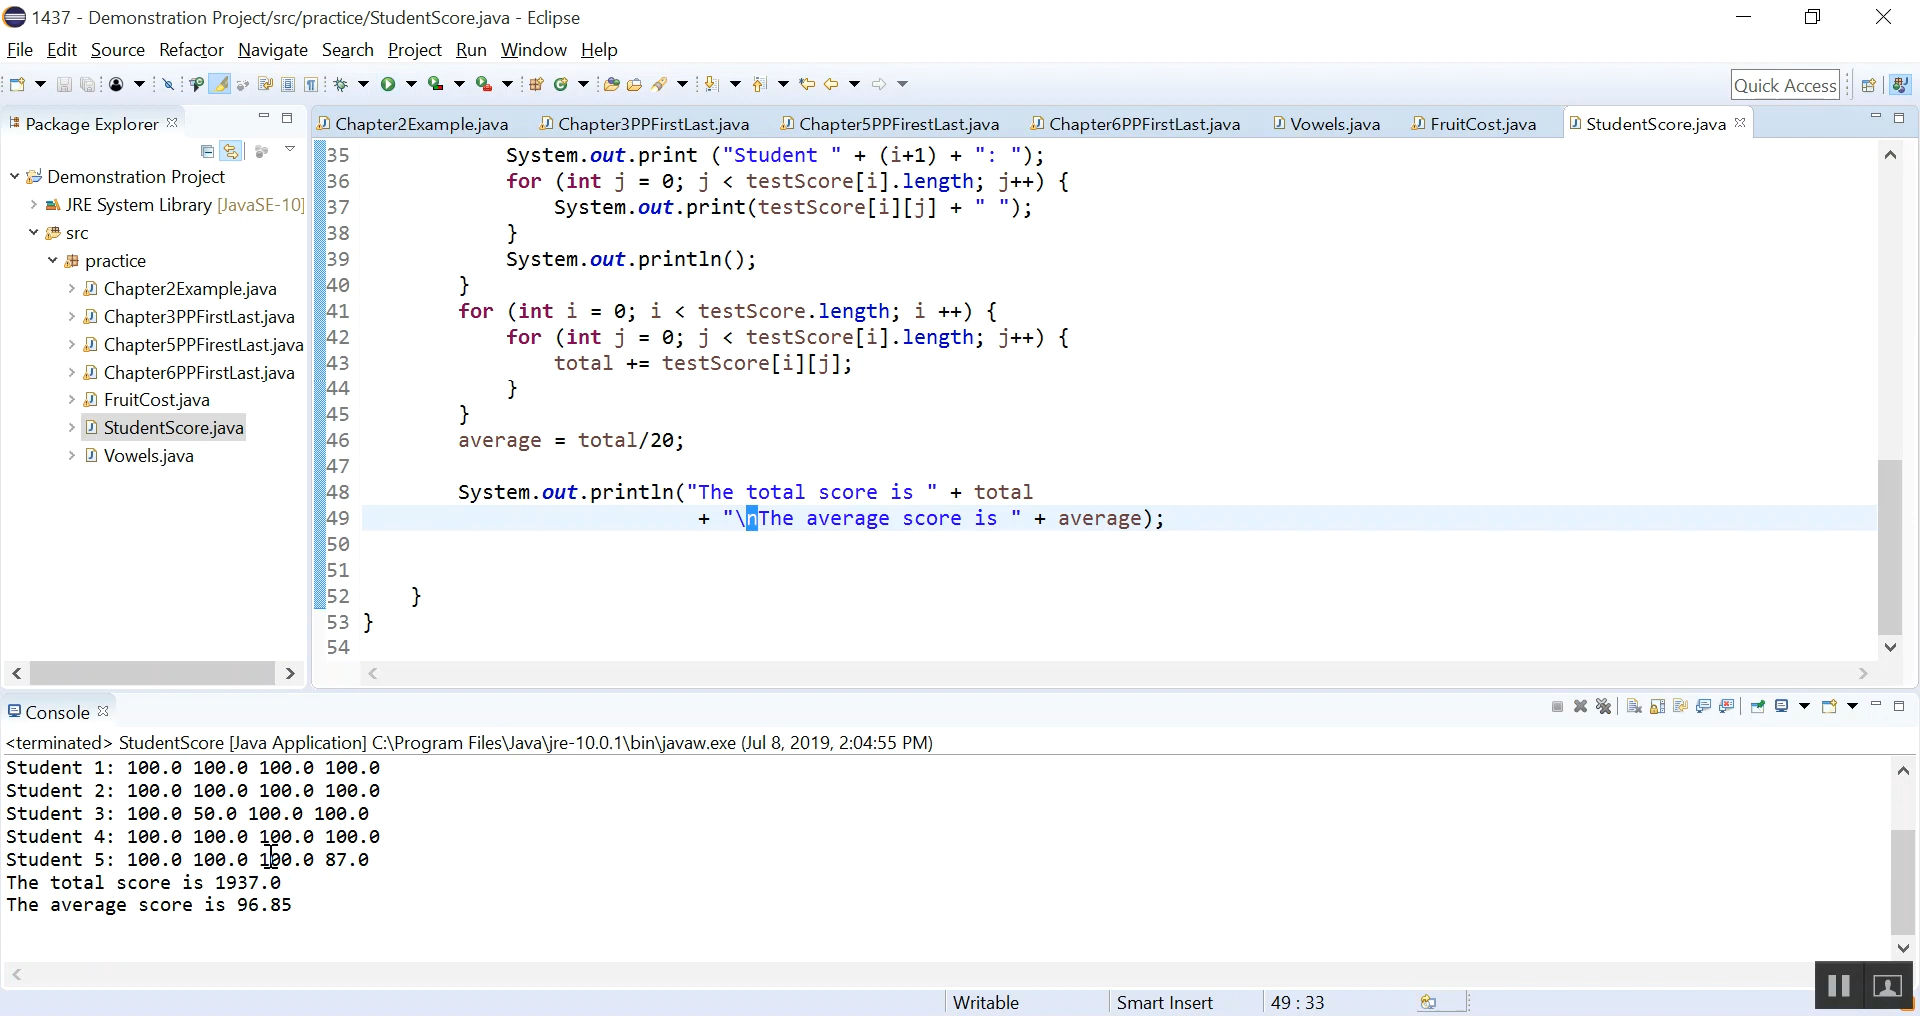 1437 - Demonstration Project/src/practice/StudentScore.java - Eclipse
File Edit Source Refactor Navigate Search Project Run Window Help
Quick Access
Package Explorer
Demonstration Project
JRE System Library [JavaSE-10]
src
practice
Chapter2Example.java
Chapter3PPFirstLast.java
Chapter5PPFirestLast.java
Chapter6PPFirstLast.java
FruitCost.java
StudentScore.java
Vowels.java
Chapter2Example.java Chapter3PPFirstLast.java Chapter5PPFirestLast.java Chapter6PPFirstLast.java Vowels.java FruitCost.java StudentScore.java
35 System.out.print ("Student " + (i+1) + ": ");
36 for (int j = 0; j < testScore[i].length; j++) {
37 System.out.print(testScore[i][j] + " ");
38 }
39 System.out.println();
40 }
41 for (int i = 0; i < testScore.length; i ++) {
42 for (int j = 0; j < testScore[i].length; j++) {
43 total += testScore[i][j];
44 }
45 }
46 average = total/20;
47
48 System.out.println("The total score is " + total
49 + "\nThe average score is " + average);
50
51
52 }
53 }
54
Console
<terminated> StudentScore [Java Application] C:\Program Files\Java\jre-10.0.1\bin\javaw.exe (Jul 8, 2019, 2:04:55 PM)
Student 1: 100.0 100.0 100.0 100.0
Student 2: 100.0 100.0 100.0 100.0
Student 3: 100.0 50.0 100.0 100.0
Student 4: 100.0 100.0 100.0 100.0
Student 5: 100.0 100.0 100.0 87.0
The total score is 1937.0
The average score is 96.85
Writable Smart Insert 49 : 33